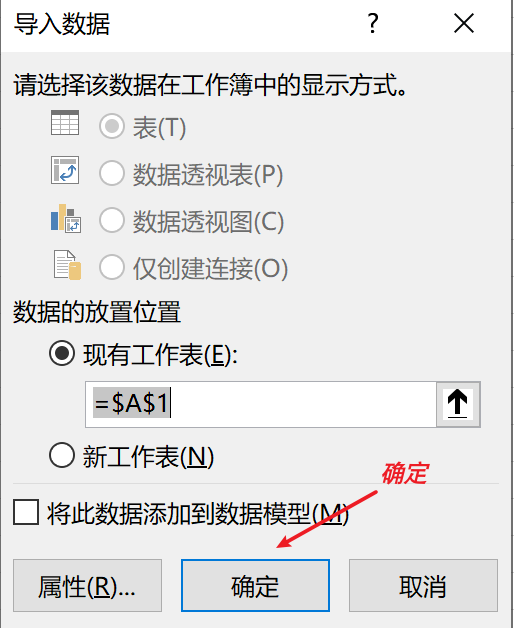 导入数据 ? ×
请选择该数据在工作簿中的显示方式。
表(T)
数据透视表(P)
数据透视图(C)
仅创建连接(O)
数据的放置位置
现有工作表(E):
=$A$1
新工作表(N)
确定
将此数据添加到数据模型(M)
属性(R)... 确定 取消